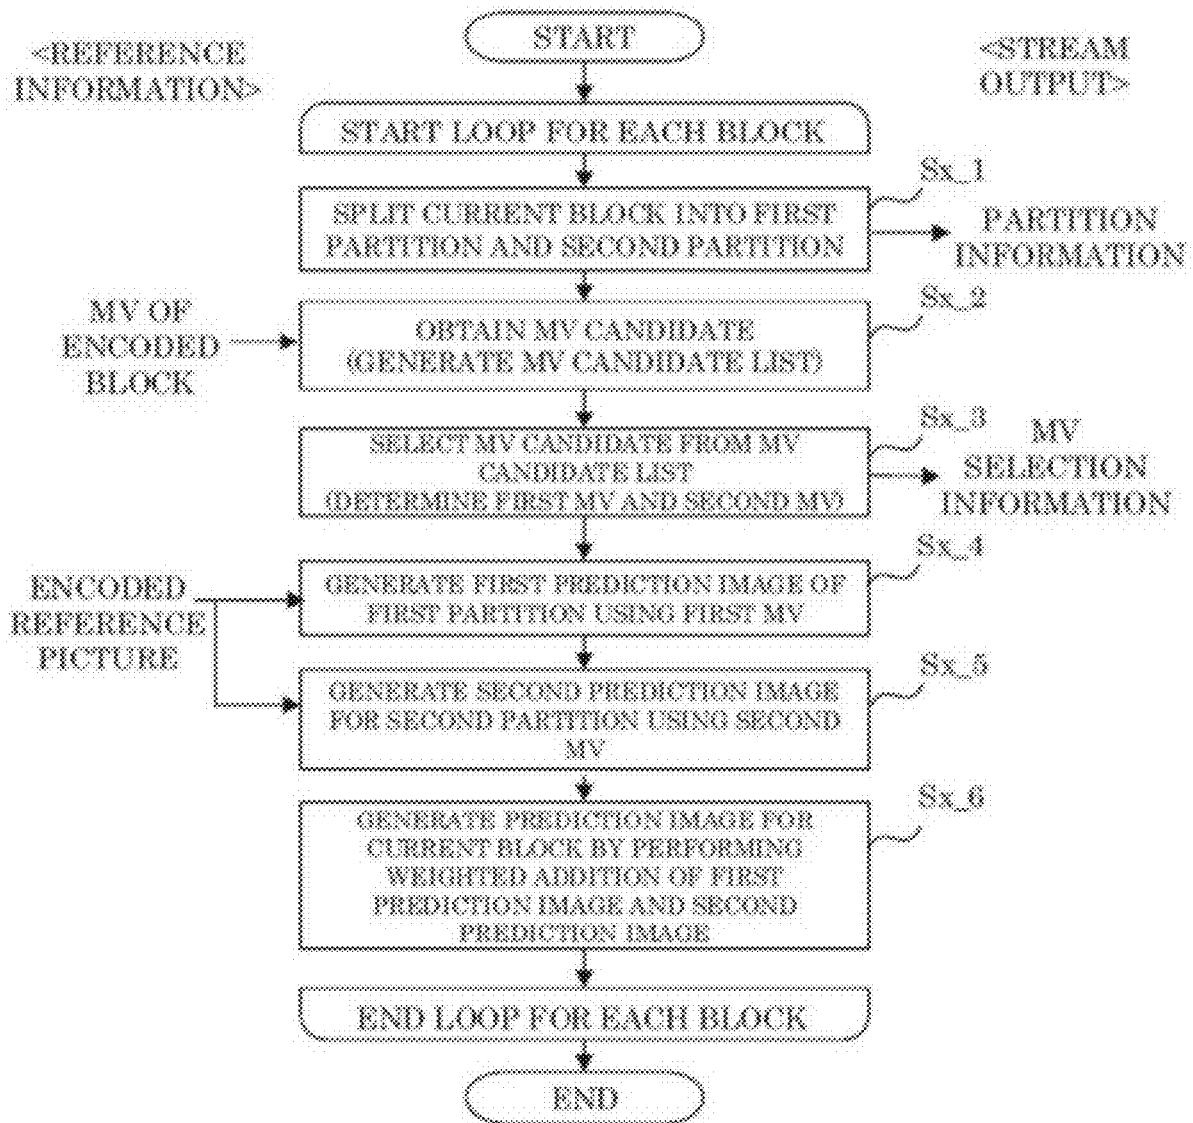 START
<REFERENCE
INFORMATION>
<STREAM
OUTPUT>
START LOOP FOR EACH BLOCK
Sx_1
SPLIT CURRENT BLOCK INTO FIRST
PARTITION AND SECOND PARTITION
PARTITION
INFORMATION
Sx_2
MV OF
ENCODED
BLOCK
OBTAIN MV CANDIDATE
(GENERATE MV CANDIDATE LIST)
Sx_3
SELECT MV CANDIDATE FROM MV
CANDIDATE LIST
(DETERMINE FIRST MV AND SECOND MV)
MV
SELECTION
INFORMATION
Sx_4
ENCODED
REFERENCE
PICTURE
GENERATE FIRST PREDICTION IMAGE OF
FIRST PARTITION USING FIRST MV
Sx_5
GENERATE SECOND PREDICTION IMAGE
FOR SECOND PARTITION USING SECOND
MV
Sx_6
GENERATE PREDICTION IMAGE FOR
CURRENT BLOCK BY PERFORMING
WEIGHTED ADDITION OF FIRST
PREDICTION IMAGE AND SECOND
PREDICTION IMAGE
END LOOP FOR EACH BLOCK
END